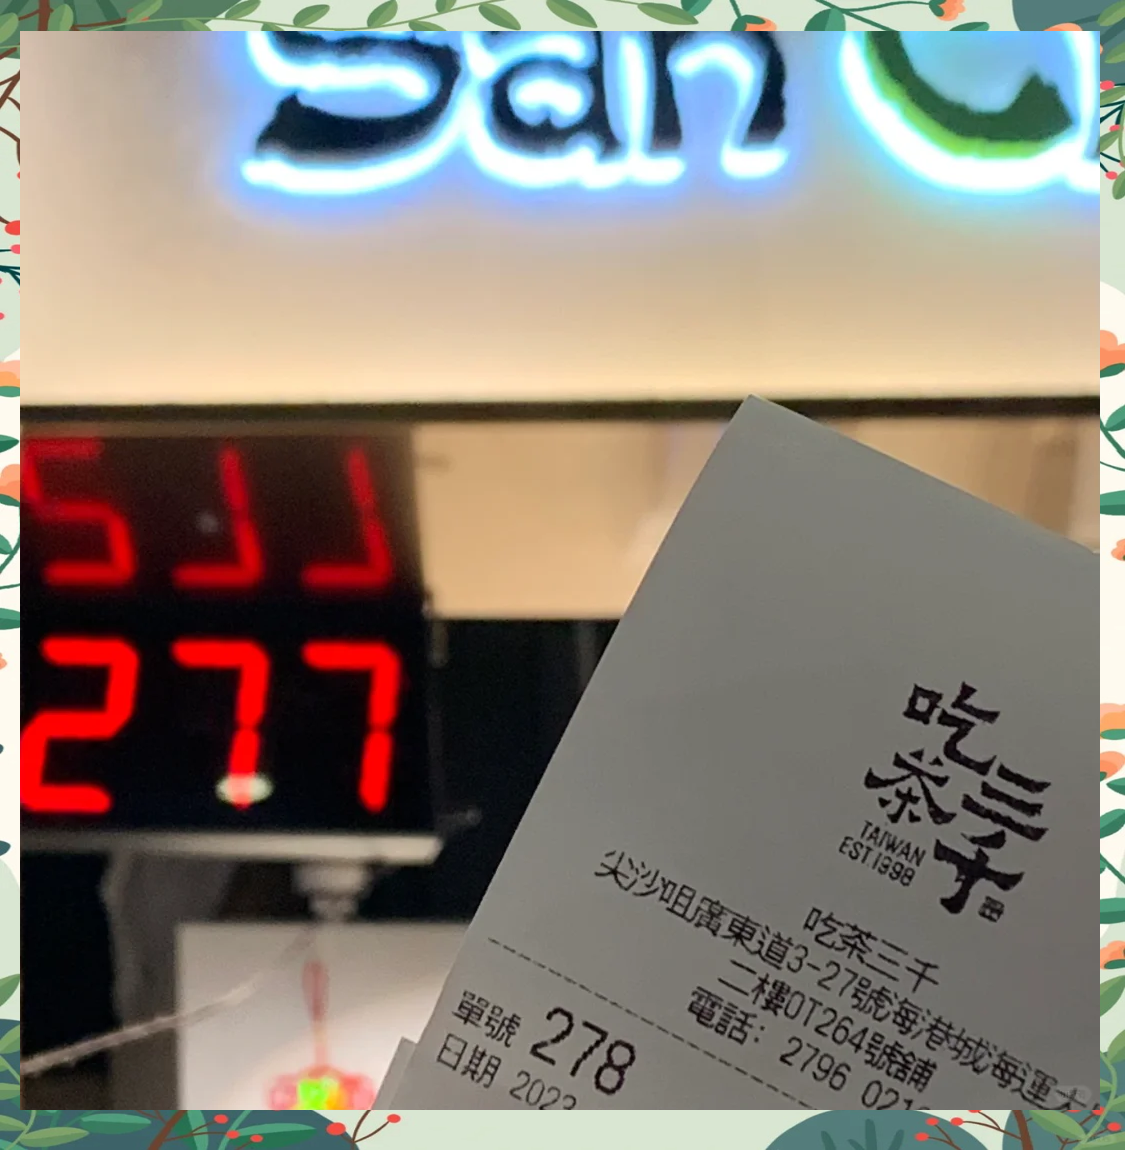 San
277
吃
茶三
千
TAIWAN
EST.1998
吃茶三千
尖沙咀廣東道3-27號海港城海運大
二樓OT264號舖
電話: 2796 021
單號 278
日期 2023